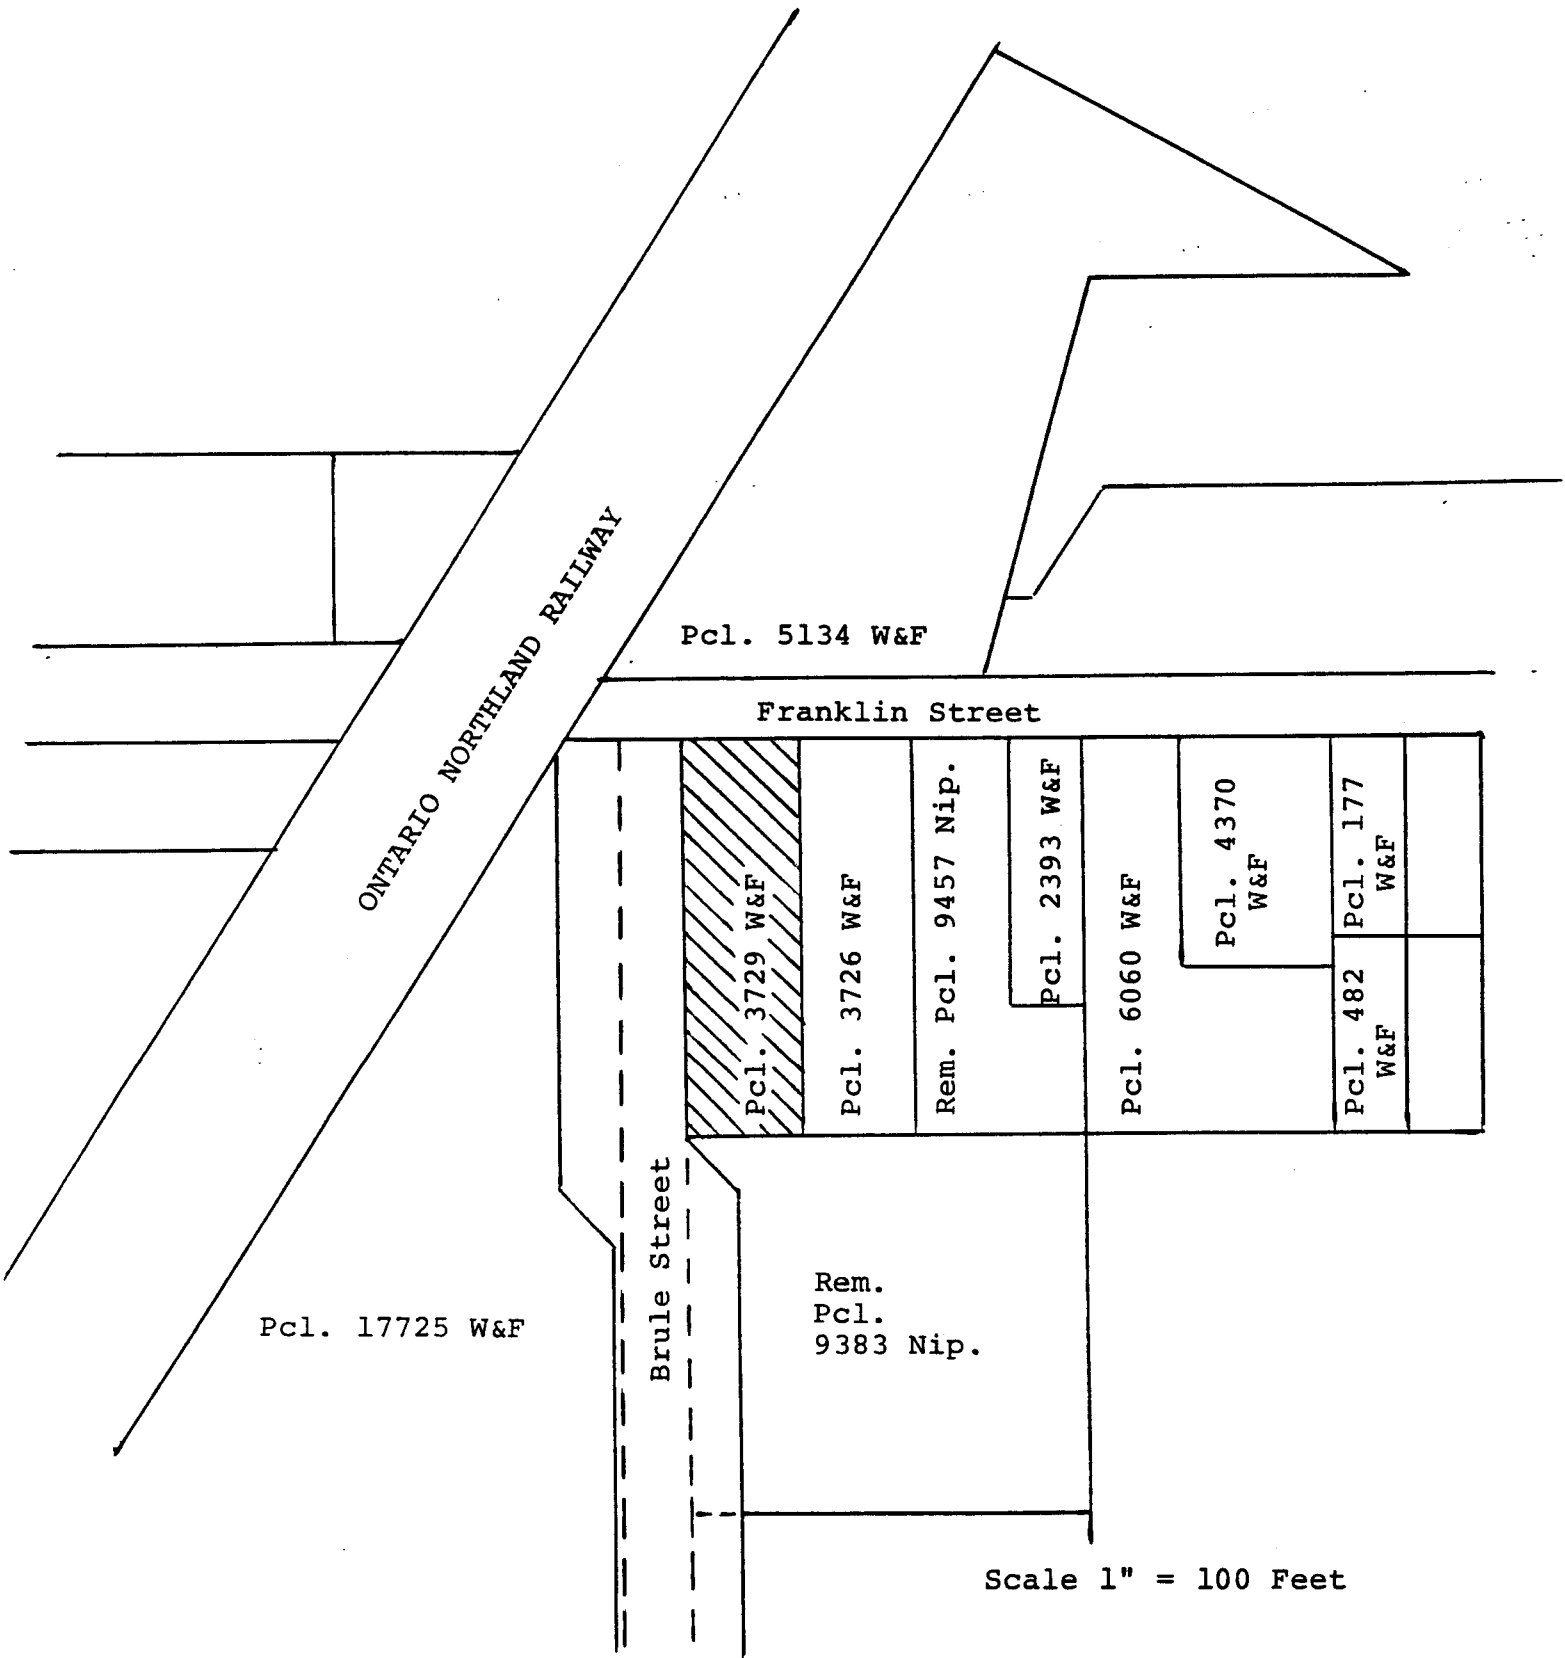 ONTARIO NORTHLAND RAILWAY
Pcl. 5134 W&F
Franklin Street
Pcl. 3729 W&F
Pcl. 3726 W&F
Rem. Pcl. 9457 Nip.
Pcl. 2393 W&F
Pcl. 6060 W&F
Pcl. 4370
W&F
Pcl. 177
W&F
Pcl. 482
W&F
Brule Street
Pcl. 17725 W&F
Rem.
Pcl.
9383 Nip.
Scale 1" = 100 Feet